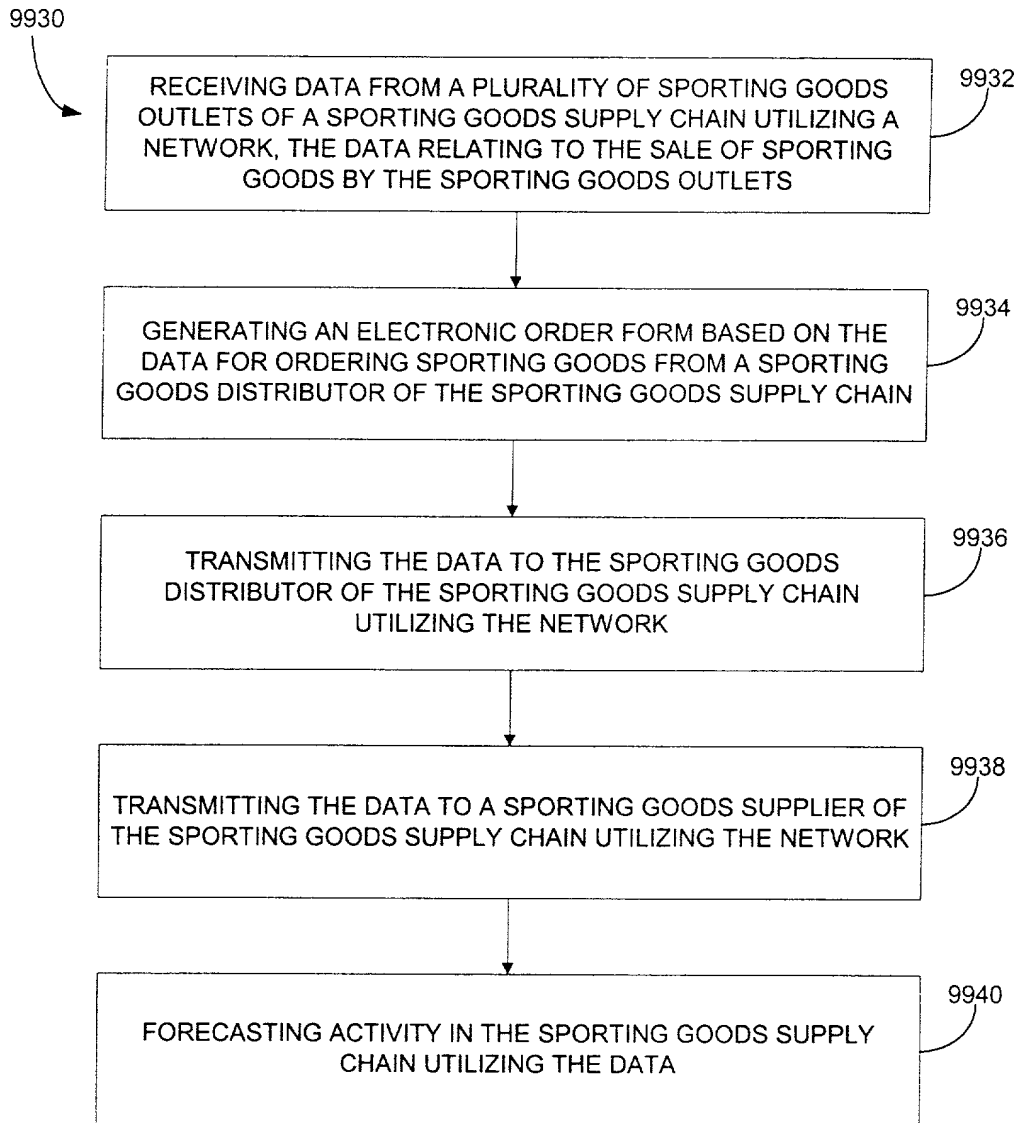 9930
RECEIVING DATA FROM A PLURALITY OF SPORTING GOODS
OUTLETS OF A SPORTING GOODS SUPPLY CHAIN UTILIZING A
NETWORK, THE DATA RELATING TO THE SALE OF SPORTING
GOODS BY THE SPORTING GOODS OUTLETS
9932
GENERATING AN ELECTRONIC ORDER FORM BASED ON THE
DATA FOR ORDERING SPORTING GOODS FROM A SPORTING
GOODS DISTRIBUTOR OF THE SPORTING GOODS SUPPLY CHAIN
9934
TRANSMITTING THE DATA TO THE SPORTING GOODS
DISTRIBUTOR OF THE SPORTING GOODS SUPPLY CHAIN
UTILIZING THE NETWORK
9936
TRANSMITTING THE DATA TO A SPORTING GOODS SUPPLIER OF
THE SPORTING GOODS SUPPLY CHAIN UTILIZING THE NETWORK
9938
FORECASTING ACTIVITY IN THE SPORTING GOODS SUPPLY
CHAIN UTILIZING THE DATA
9940